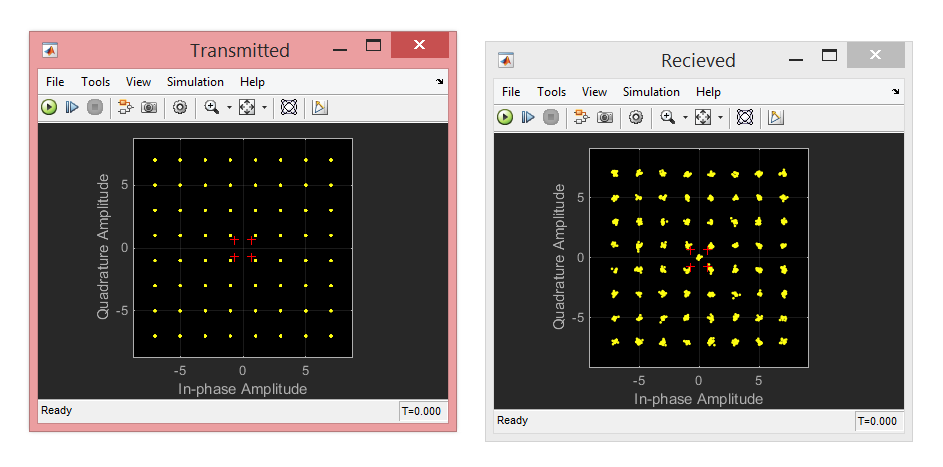 Transmitted
File Tools View Simulation Help
Quadrature Amplitude
5
0
-5
-5 0 5
In-phase Amplitude
Ready T=0.000
Recieved
File Tools View Simulation Help
Quadrature Amplitude
5
0
-5
-5 0 5
In-phase Amplitude
Ready T=0.000